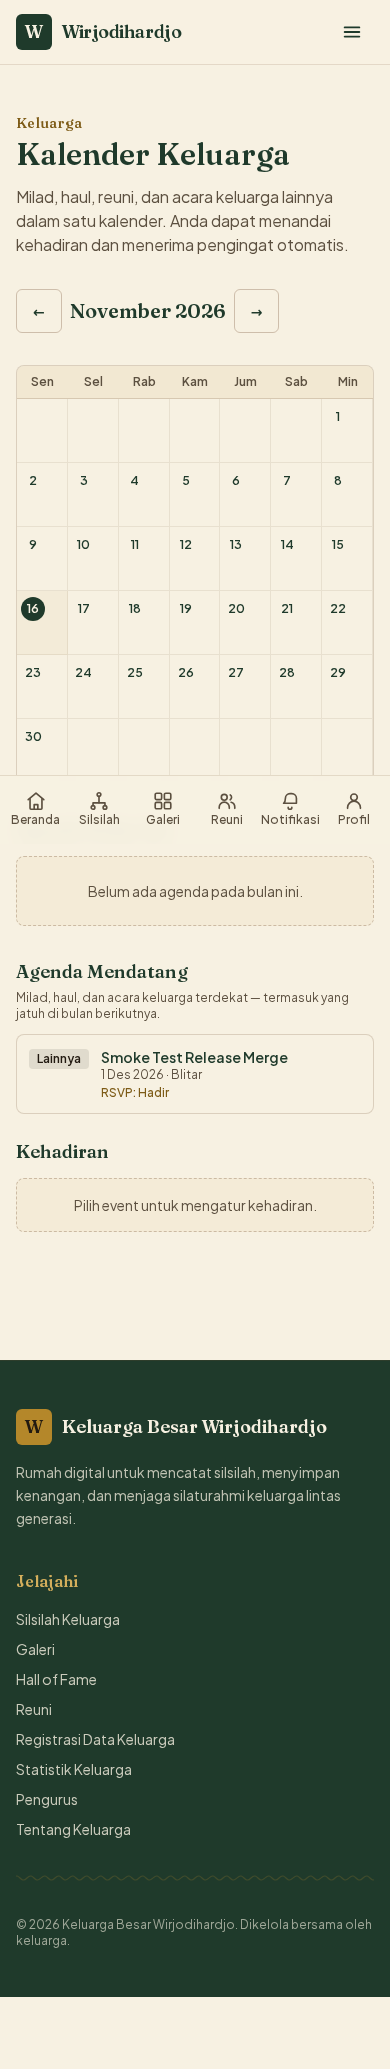 W Wirjodihardjo
Keluarga
Kalender Keluarga
Milad, haul, reuni, dan acara keluarga lainnya
dalam satu kalender. Anda dapat menandai
kehadiran dan menerima pengingat otomatis.
← November 2026 →
Sen Sel Rab Kam Jum Sab Min
1
2 3 4 5 6 7 8
9 10 11 12 13 14 15
16 17 18 19 20 21 22
23 24 25 26 27 28 29
30
Beranda Silsilah Galeri Reuni Notifikasi Profil
Belum ada agenda pada bulan ini.
Agenda Mendatang
Milad, haul, dan acara keluarga terdekat — termasuk yang
jatuh di bulan berikutnya.
Lainnya Smoke Test Release Merge
1 Des 2026 · Blitar
RSVP: Hadir
Kehadiran
Pilih event untuk mengatur kehadiran.
W Keluarga Besar Wirjodihardjo
Rumah digital untuk mencatat silsilah, menyimpan
kenangan, dan menjaga silaturahmi keluarga lintas
generasi.
Jelajahi
Silsilah Keluarga
Galeri
Hall of Fame
Reuni
Registrasi Data Keluarga
Statistik Keluarga
Pengurus
Tentang Keluarga
© 2026 Keluarga Besar Wirjodihardjo. Dikelola bersama oleh
keluarga.